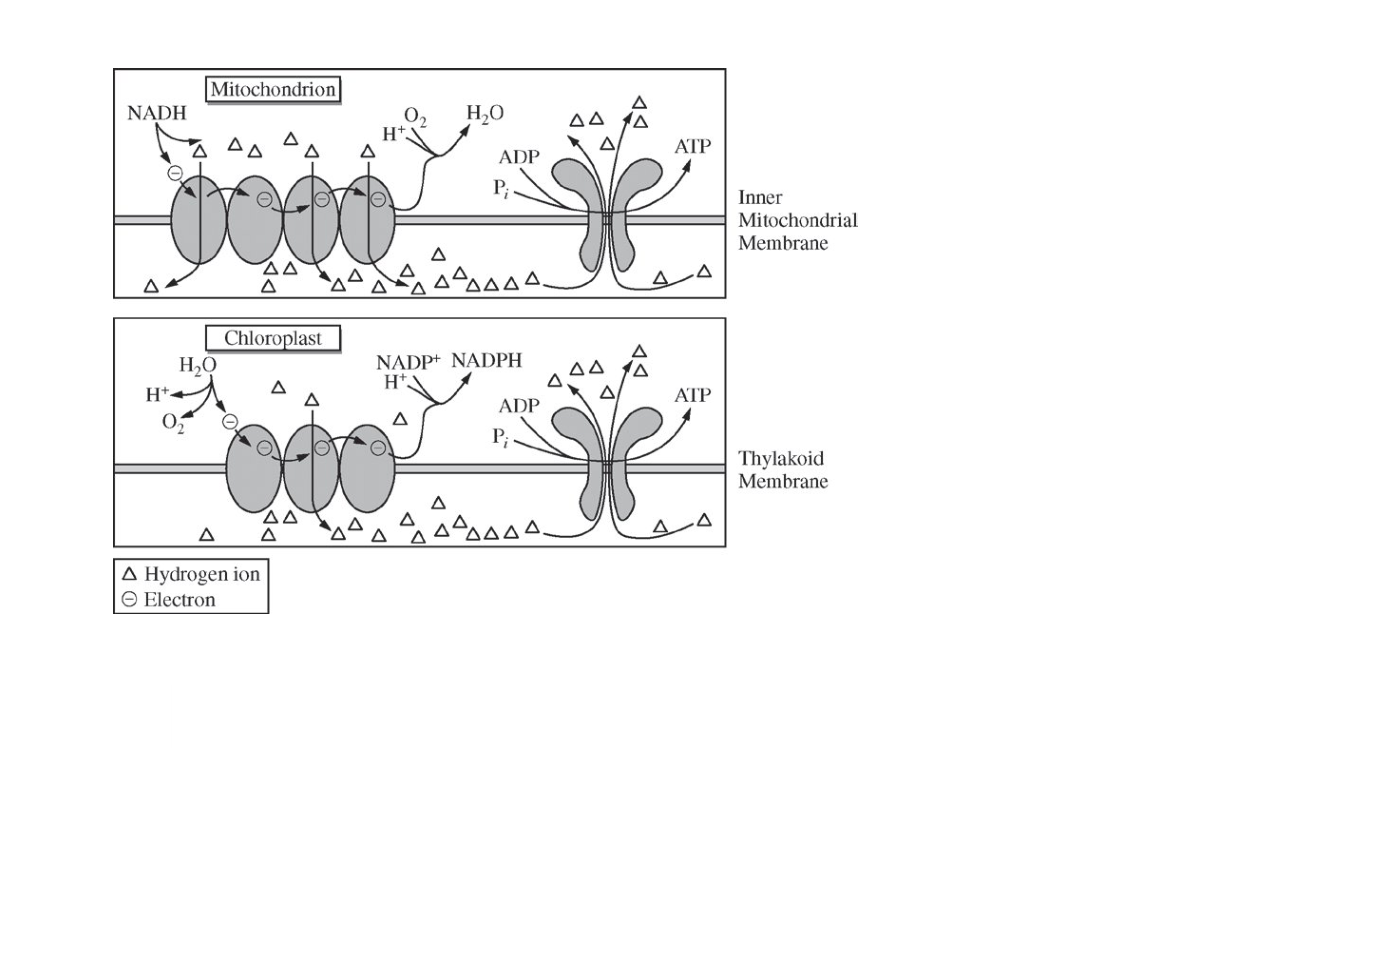 Mitochondrion
NADH
O₂
H⁺
H₂O
ADP
Pᵢ
ATP
Inner
Mitochondrial
Membrane
Chloroplast
H₂O
H⁺
O₂
NADP⁺
H⁺
NADPH
ADP
Pᵢ
ATP
Thylakoid
Membrane
Hydrogen ion
Electron